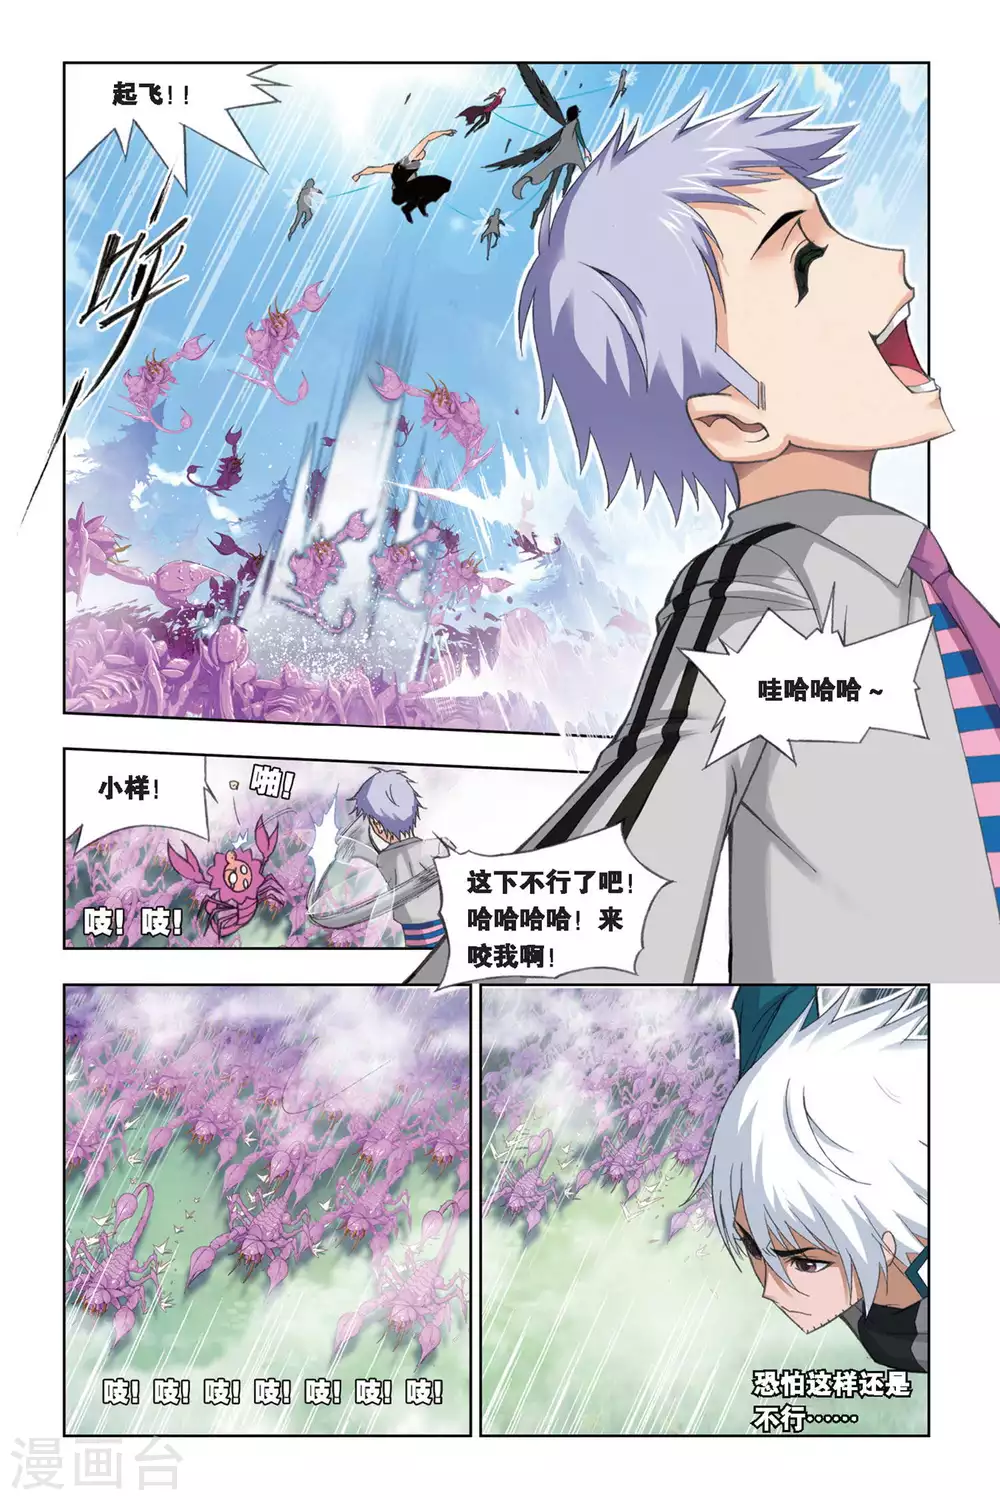 起飞！！
呼
哇哈哈哈～
小样！
啪！
吱！吱！
这下不行了吧！
哈哈哈哈！来
咬我啊！
吱！吱！吱！吱！吱！吱！吱！
恐怕这样还是
不行……
漫画台